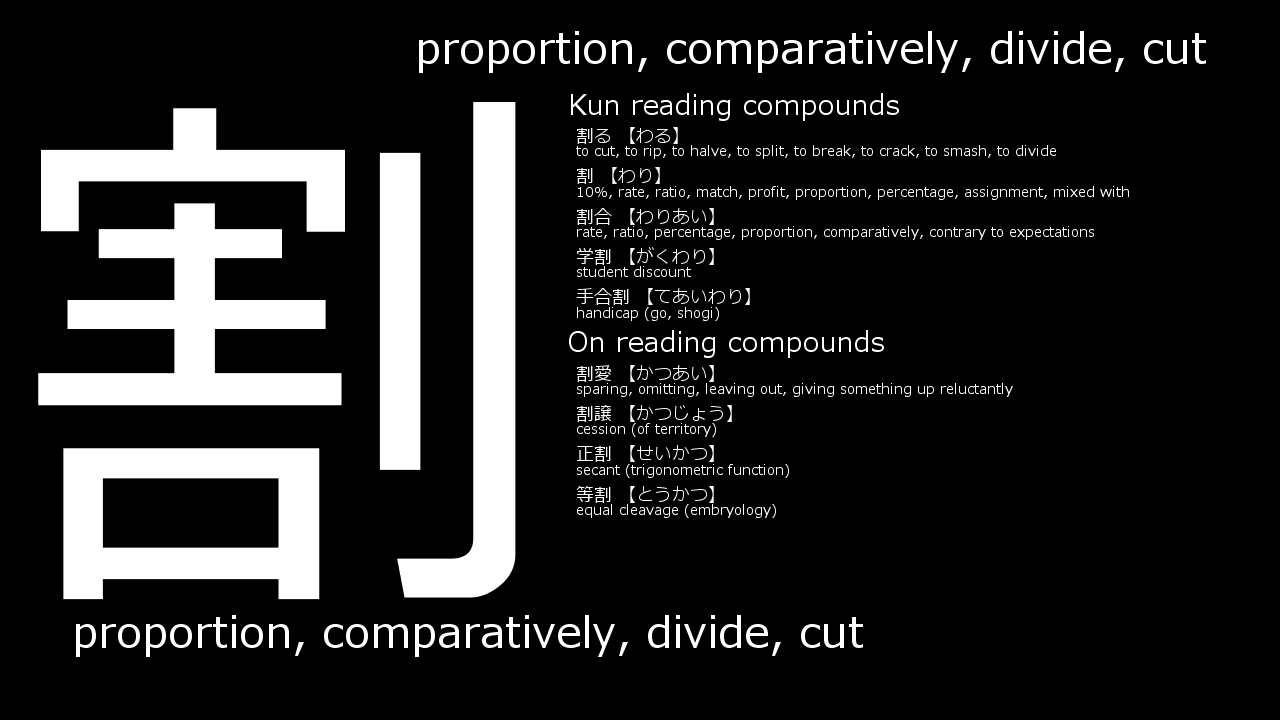 proportion, comparatively, divide, cut
割
Kun reading compounds
割る 【わる】
to cut, to rip, to halve, to split, to break, to crack, to smash, to divide
割 【わり】
10%, rate, ratio, match, profit, proportion, percentage, assignment, mixed with
割合 【わりあい】
rate, ratio, percentage, proportion, comparatively, contrary to expectations
学割 【がくわり】
student discount
手合割 【てあいわり】
handicap (go, shogi)
On reading compounds
割愛 【かつあい】
sparing, omitting, leaving out, giving something up reluctantly
割譲 【かつじょう】
cession (of territory)
正割 【せいかつ】
secant (trigonometric function)
等割 【とうかつ】
equal cleavage (embryology)
proportion, comparatively, divide, cut